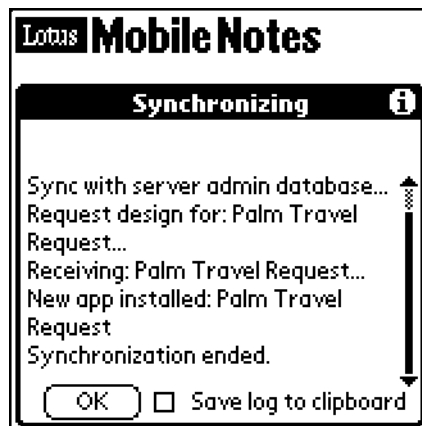 Lotus Mobile Notes
Synchronizing
Sync with server admin database...
Request design for: Palm Travel
Request...
Receiving: Palm Travel Request...
New app installed: Palm Travel
Request
Synchronization ended.
OK Save log to clipboard